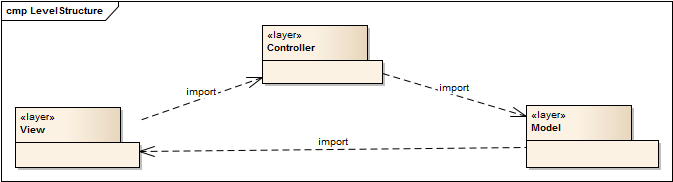 cmp LevelStructure
«layer»
Controller
import
import
«layer»
View
«layer»
Model
import